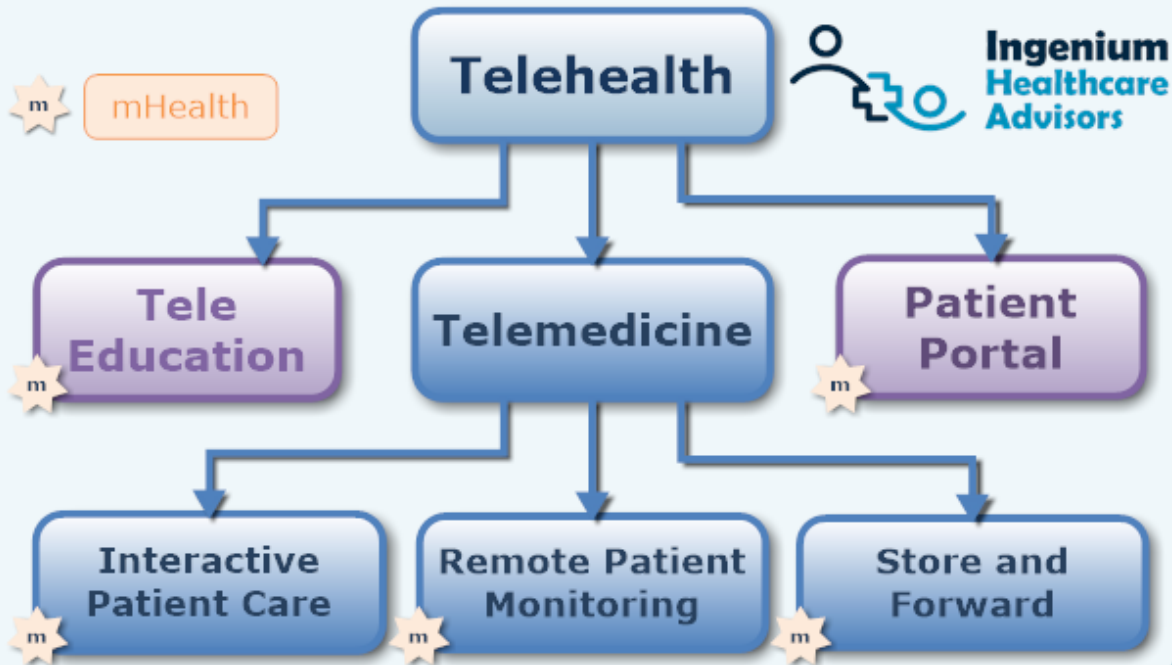 Telehealth
Ingenium
Healthcare
Advisors
m
mHealth
Tele
Education
m
Telemedicine
Patient
Portal
m
Interactive
Patient Care
m
Remote Patient
Monitoring
m
Store and
Forward
m